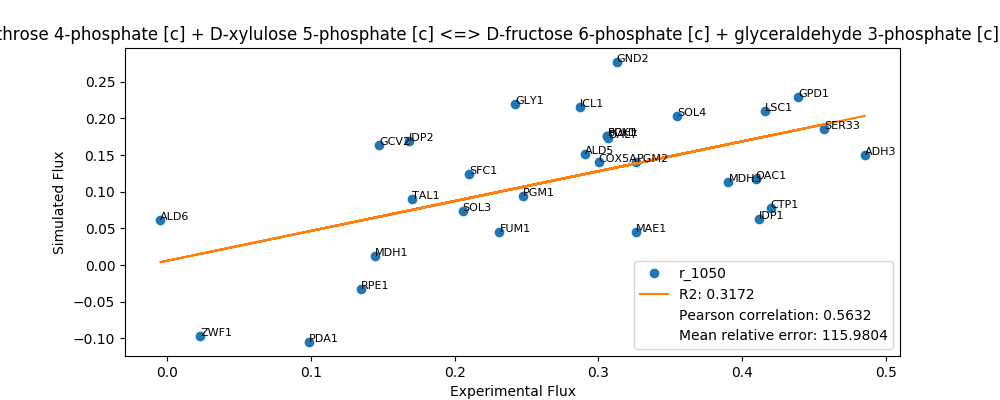 throse 4-phosphate [c] + D-xylulose 5-phosphate [c] <=> D-fructose 6-phosphate [c] + glyceraldehyde 3-phosphate [c]
GND2
GPD1
GLY1
ICL1
LSC1
SOL4
SER33
IDP2
GCV2
ALD5
ADH3
COX5A
PGM2
SFC1
MDH3
OAC1
TAL1
PGM1
SOL3
CTP1
IDP1
ALD6
FUM1
MAE1
MDH1
RPE1
ZWF1
PDA1
0.25
0.20
0.15
0.10
0.05
0.00
−0.05
−0.10
Simulated Flux
r_1050
R2: 0.3172
Pearson correlation: 0.5632
Mean relative error: 115.9804
0.0 0.1 0.2 0.3 0.4 0.5
Experimental Flux